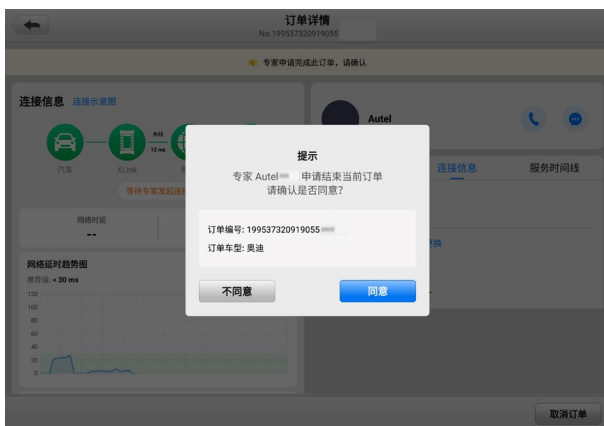 订单详情
No.199537320919055
专家申请完成此订单，请确认
连接信息 连接示意图
Autel
有线
12 ms
汽车
XLink
等待专家发起连接
连接信息
服务时间线
网络时延
--
网络延时趋势图
推荐值: < 30 ms
120
100
80
60
40
20
0
提示
专家 Autel 申请结束当前订单
请确认是否同意?
订单编号: 199537320919055
订单车型: 奥迪
不同意
同意
更换
取消订单